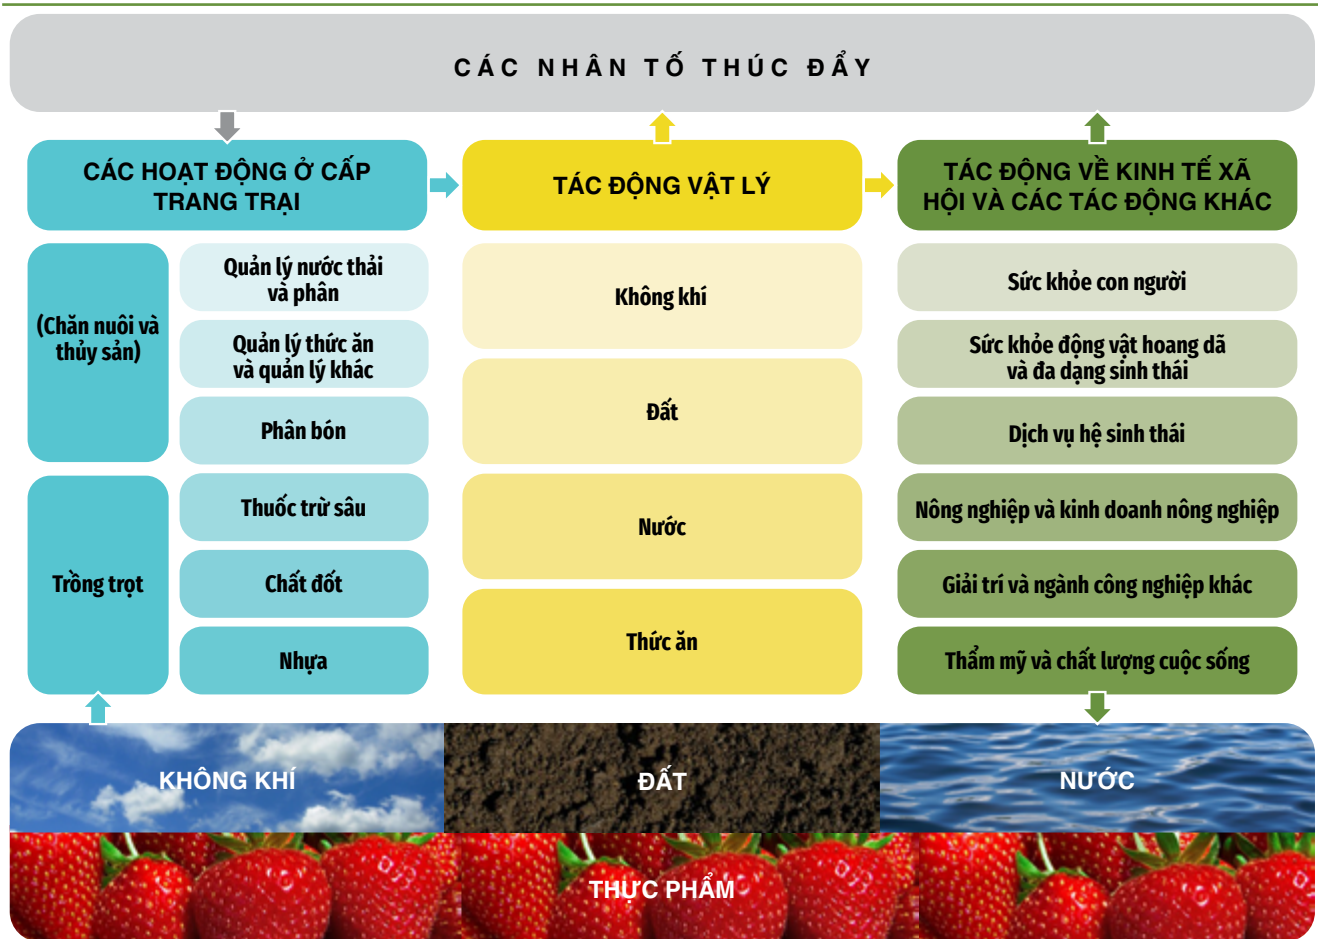 CÁC NHÂN TỐ THÚC ĐẨY
CÁC HOẠT ĐỘNG Ở CẤP
TRANG TRẠI
(Chăn nuôi và
thủy sản)
Quản lý nước thải
và phân
Quản lý thức ăn
và quản lý khác
Phân bón
Trồng trọt
Thuốc trừ sâu
Chất đốt
Nhựa
TÁC ĐỘNG VẬT LÝ
Không khí
Đất
Nước
Thức ăn
TÁC ĐỘNG VỀ KINH TẾ XÃ
HỘI VÀ CÁC TÁC ĐỘNG KHÁC
Sức khỏe con người
Sức khỏe động vật hoang dã
và đa dạng sinh thái
Dịch vụ hệ sinh thái
Nông nghiệp và kinh doanh nông nghiệp
Giải trí và ngành công nghiệp khác
Thẩm mỹ và chất lượng cuộc sống
KHÔNG KHÍ
ĐẤT
NƯỚC
THỰC PHẨM